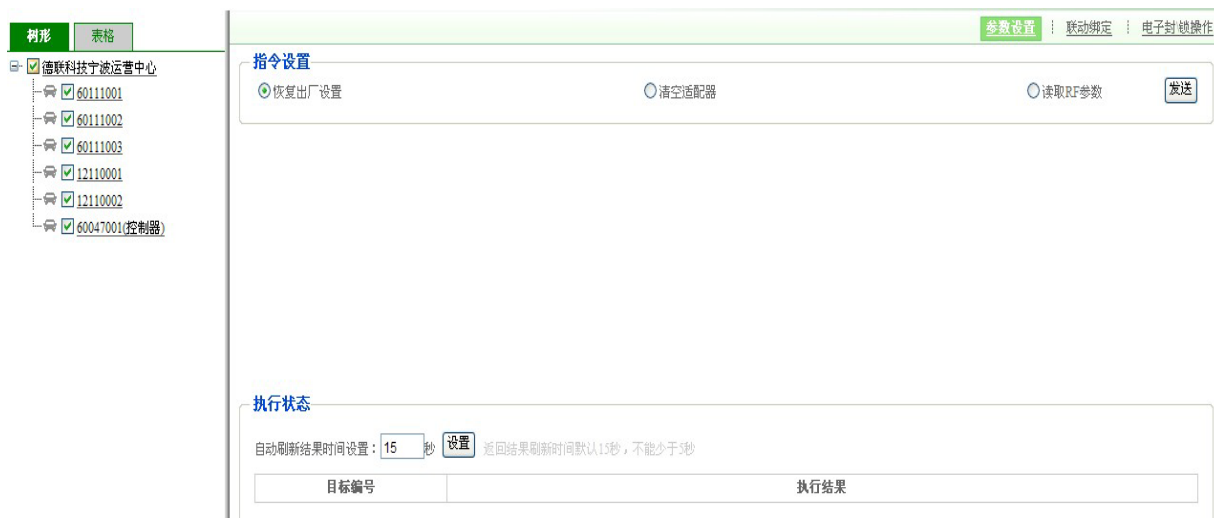 树形 表格
参数设置 联动绑定 电子封\锁操作
德联科技宁波运营中心
60111001
60111002
60111003
12110001
12110002
60047001(控制器)
指令设置
恢复出厂设置 清空适配器 读取RF参数 发送
执行状态
自动刷新结果时间设置：15 秒 设置 返回结果刷新时间默认15秒，不能少于5秒
目标编号 执行结果